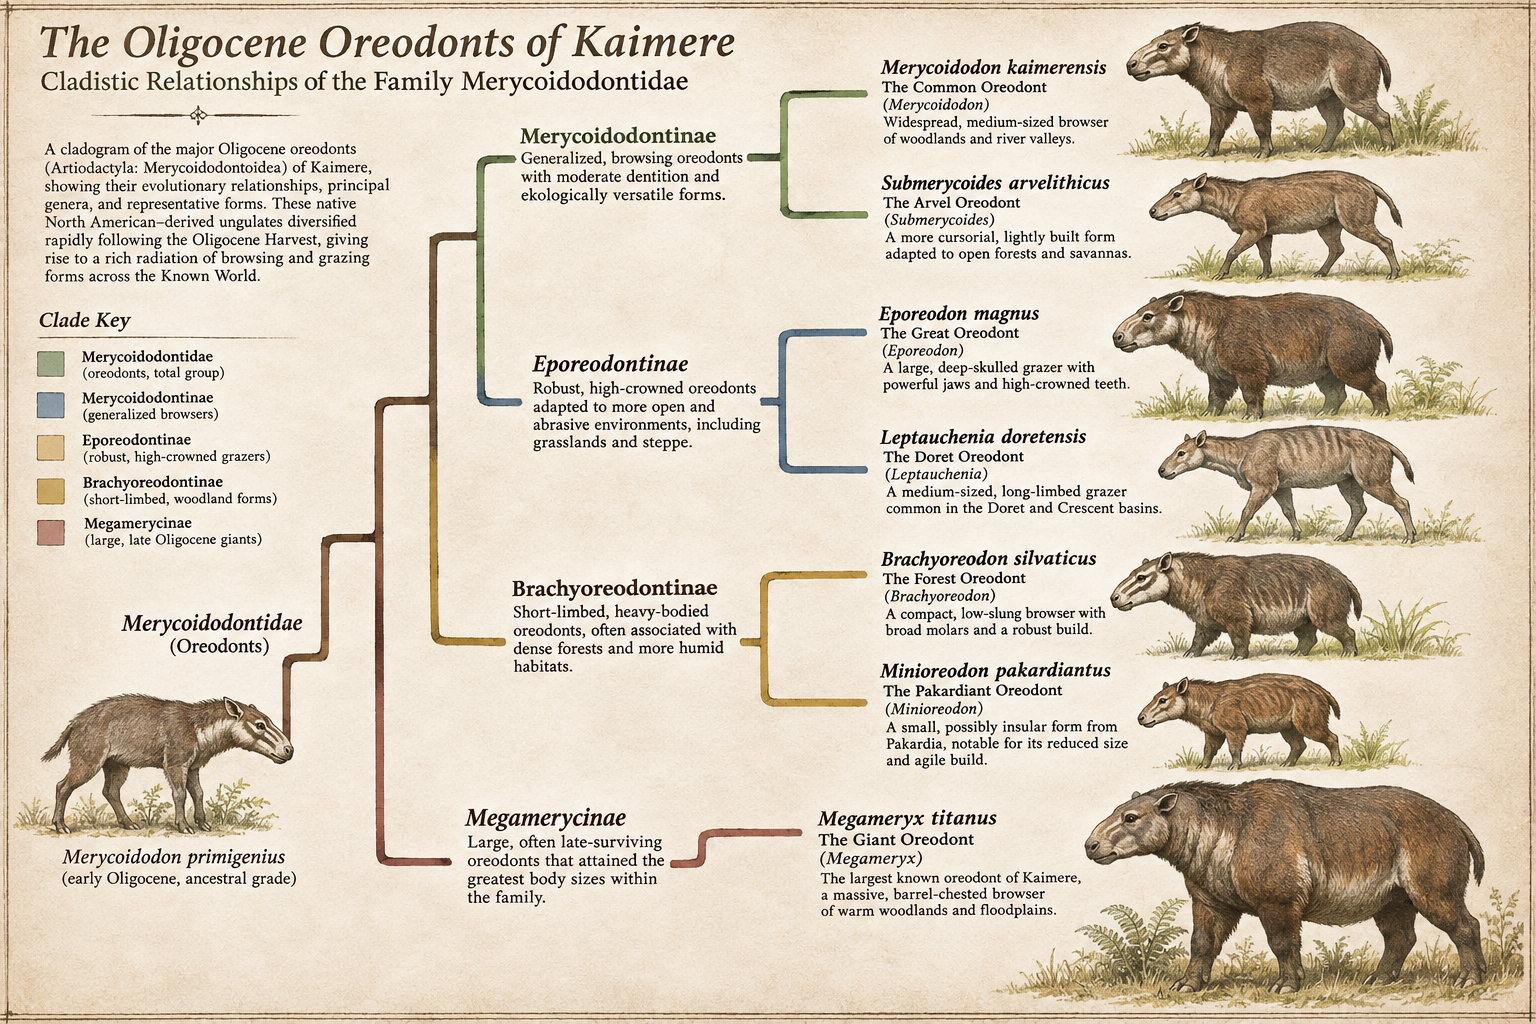 The Oligocene Oreodonts of Kaimere
Cladistic Relationships of the Family Merycoidodontidae
A cladogram of the major Oligocene oreodonts
(Artiodactyla: Merycoidodontoidea) of Kaimere,
showing their evolutionary relationships, principal
genera, and representative forms. These native
North American–derived ungulates diversified
rapidly following the Oligocene Harvest, giving
rise to a rich radiation of browsing and grazing
forms across the Known World.
Clade Key
Merycoidodontidae
(oreodonts, total group)
Merycoidodontinae
(generalized browsers)
Eporeodontinae
(robust, high-crowned grazers)
Brachyoreodontinae
(short-limbed, woodland forms)
Megamerycinae
(large, late Oligocene giants)
Merycoidodontidae
(Oreodonts)
Merycoidodon primigenius
(early Oligocene, ancestral grade)
Merycoidodontinae
Generalized, browsing oreodonts
with moderate dentition and
ekologically versatile forms.
Eporeodontinae
Robust, high-crowned oreodonts
adapted to more open and
abrasive environments, including
grasslands and steppe.
Brachyoreodontinae
Short-limbed, heavy-bodied
oreodonts, often associated with
dense forests and more humid
habitats.
Megamerycinae
Large, often late-surviving
oreodonts that attained the
greatest body sizes within
the family.
Merycoidodon kaimerensis
The Common Oreodont
(Merycoidodon)
Widespread, medium-sized browser
of woodlands and river valleys.
Submerycoides arvelithicus
The Arvel Oreodont
(Submerycoides)
A more cursorial, lightly built form
adapted to open forests and savannas.
Eporeodon magnus
The Great Oreodont
(Eporeodon)
A large, deep-skulled grazer with
powerful jaws and high-crowned teeth.
Leptauchenia doretensis
The Doret Oreodont
(Leptauchenia)
A medium-sized, long-limbed grazer
common in the Doret and Crescent basins.
Brachyoreodon silvaticus
The Forest Oreodont
(Brachyoreodon)
A compact, low-slung browser with
broad molars and a robust build.
Minioreodon pakardiantus
The Pakardiant Oreodont
(Minioreodon)
A small, possibly insular form from
Pakardia, notable for its reduced size
and agile build.
Megameryx titanus
The Giant Oreodont
(Megameryx)
The largest known oreodont of Kaimere,
a massive, barrel-chested browser
of warm woodlands and floodplains.